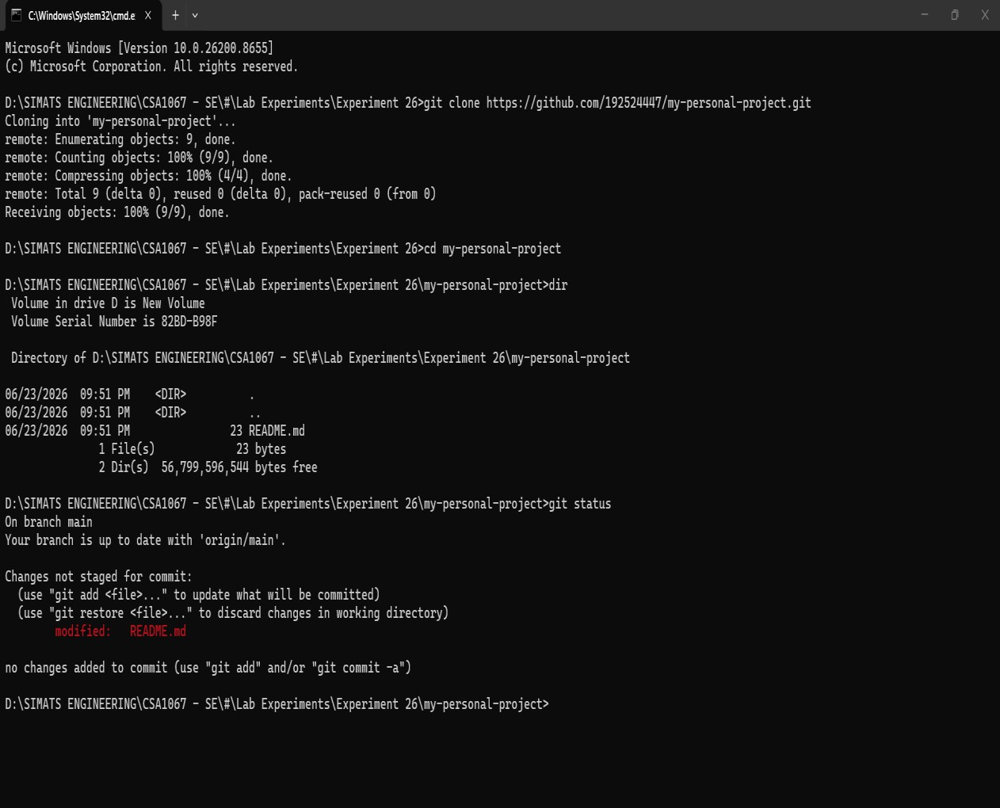 C:\Windows\System32\cmd.e
Microsoft Windows [Version 10.0.26200.8655]
(c) Microsoft Corporation. All rights reserved.
D:\SIMATS ENGINEERING\CSA1067 - SE\#\Lab Experiments\Experiment 26>git clone https://github.com/192524447/my-personal-project.git
Cloning into 'my-personal-project'...
remote: Enumerating objects: 9, done.
remote: Counting objects: 100% (9/9), done.
remote: Compressing objects: 100% (4/4), done.
remote: Total 9 (delta 0), reused 0 (delta 0), pack-reused 0 (from 0)
Receiving objects: 100% (9/9), done.
D:\SIMATS ENGINEERING\CSA1067 - SE\#\Lab Experiments\Experiment 26>cd my-personal-project
D:\SIMATS ENGINEERING\CSA1067 - SE\#\Lab Experiments\Experiment 26\my-personal-project>dir
 Volume in drive D is New Volume
 Volume Serial Number is 82BD-B98F
 Directory of D:\SIMATS ENGINEERING\CSA1067 - SE\#\Lab Experiments\Experiment 26\my-personal-project
06/23/2026  09:51 PM    <DIR>          .
06/23/2026  09:51 PM    <DIR>          ..
06/23/2026  09:51 PM                23 README.md
               1 File(s)             23 bytes
               2 Dir(s)  56,799,596,544 bytes free
D:\SIMATS ENGINEERING\CSA1067 - SE\#\Lab Experiments\Experiment 26\my-personal-project>git status
On branch main
Your branch is up to date with 'origin/main'.
Changes not staged for commit:
  (use "git add <file>..." to update what will be committed)
  (use "git restore <file>..." to discard changes in working directory)
        modified:   README.md
no changes added to commit (use "git add" and/or "git commit -a")
D:\SIMATS ENGINEERING\CSA1067 - SE\#\Lab Experiments\Experiment 26\my-personal-project>